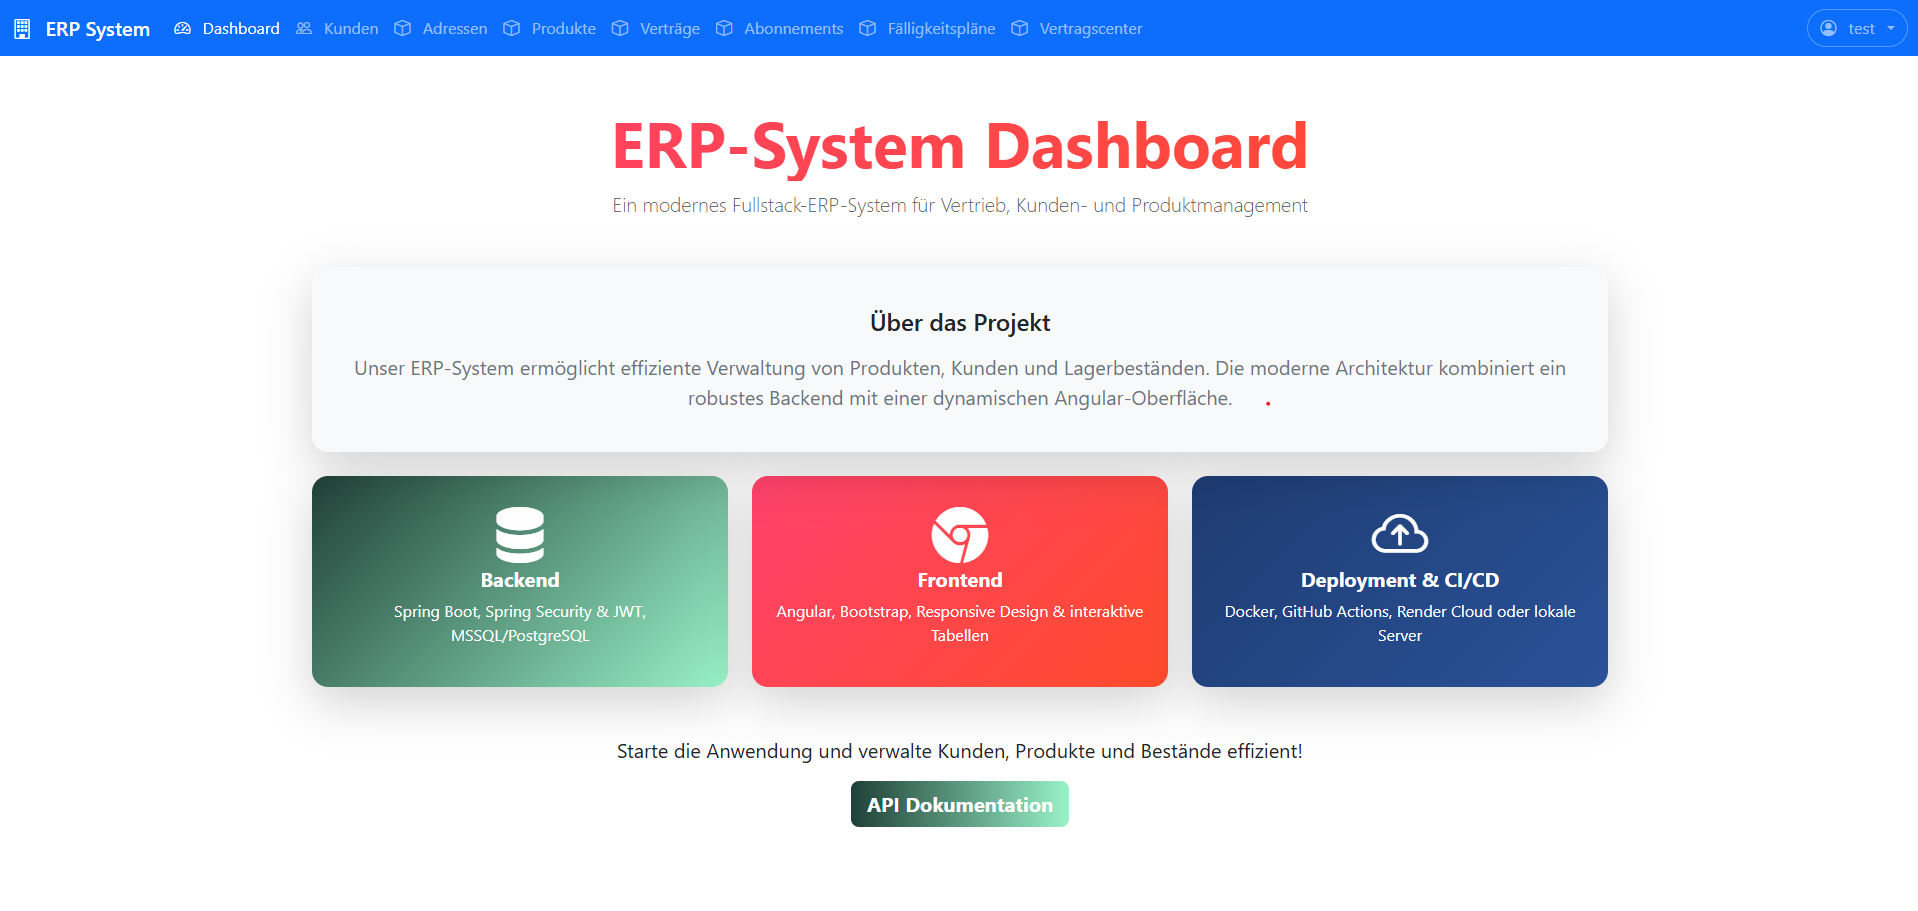 ERP System Dashboard Kunden Adressen Produkte Verträge Abonnements Fälligkeitspläne Vertragscenter test
ERP-System Dashboard
Ein modernes Fullstack-ERP-System für Vertrieb, Kunden- und Produktmanagement
Über das Projekt
Unser ERP-System ermöglicht effiziente Verwaltung von Produkten, Kunden und Lagerbeständen. Die moderne Architektur kombiniert ein
robustes Backend mit einer dynamischen Angular-Oberfläche.
Backend
Spring Boot, Spring Security & JWT,
MSSQL/PostgreSQL
Frontend
Angular, Bootstrap, Responsive Design & interaktive
Tabellen
Deployment & CI/CD
Docker, GitHub Actions, Render Cloud oder lokale
Server
Starte die Anwendung und verwalte Kunden, Produkte und Bestände effizient!
API Dokumentation